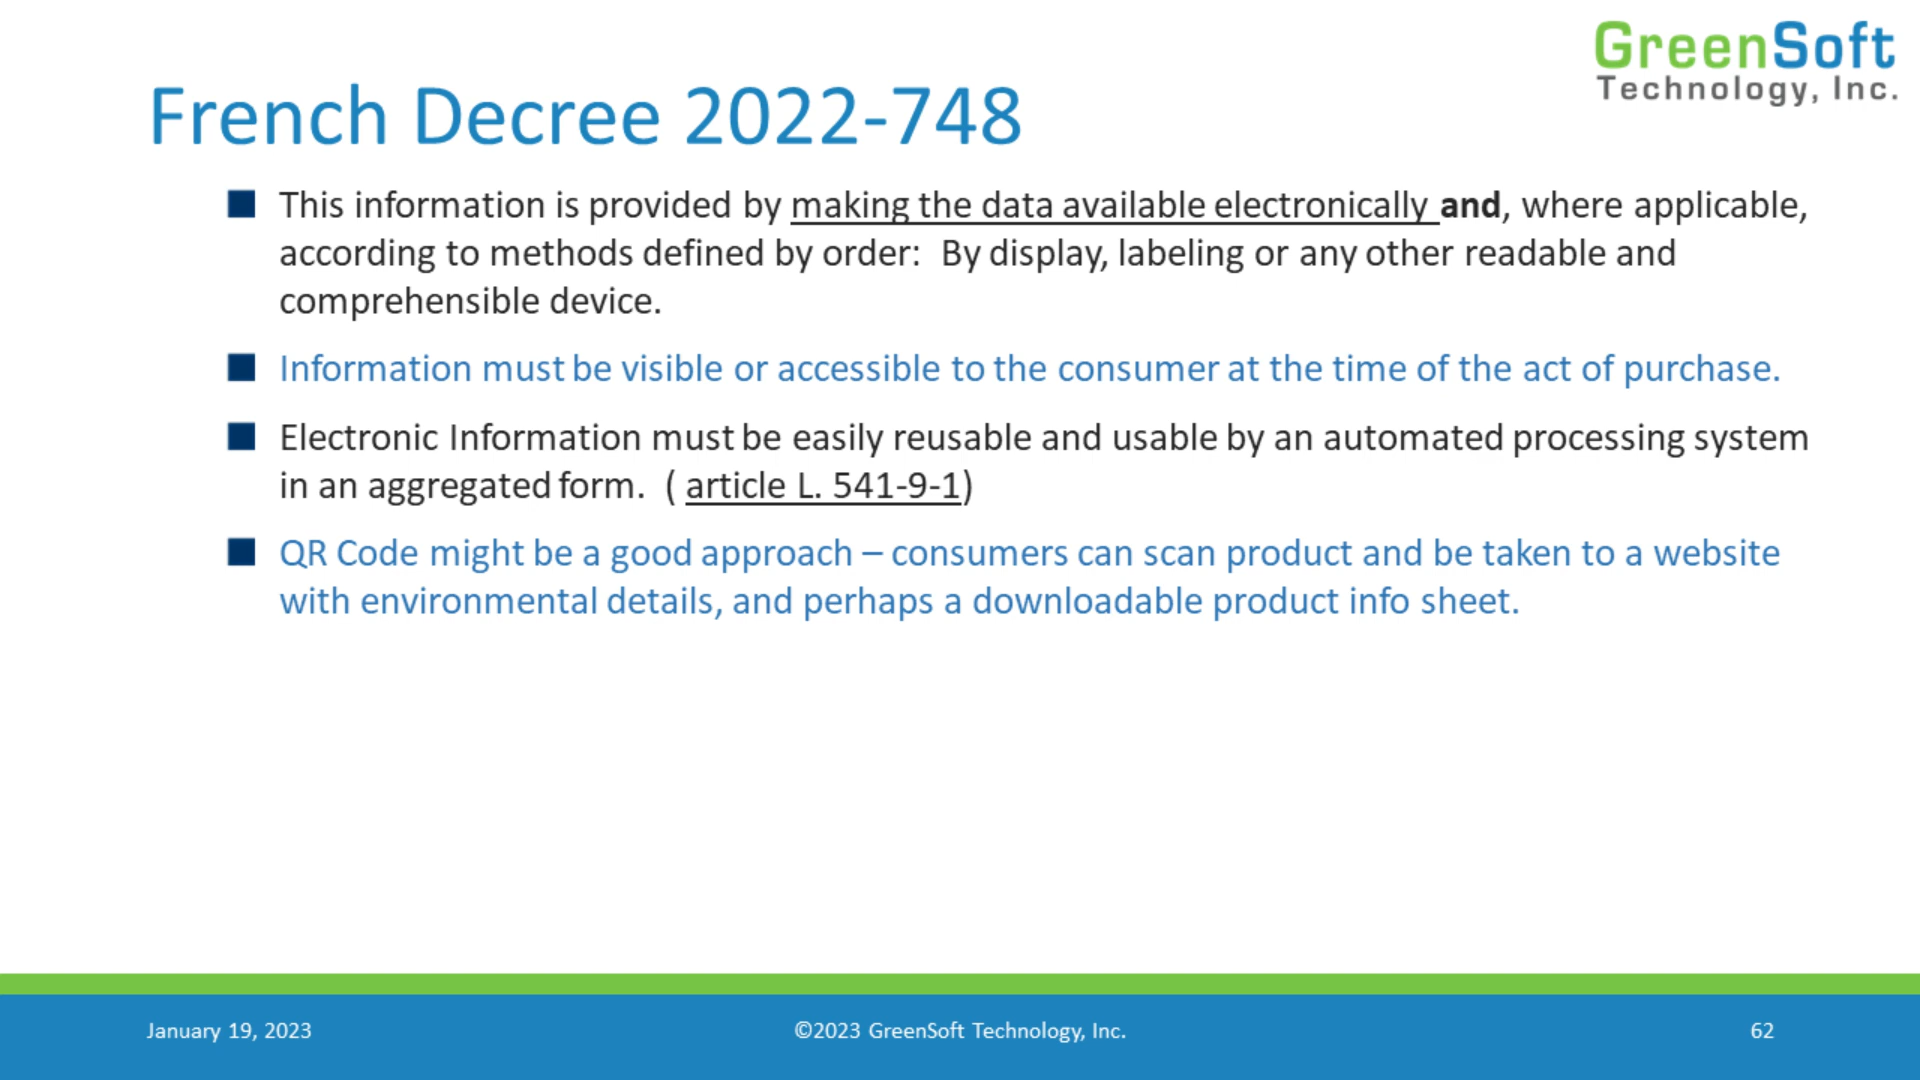 GreenSoft
Technology, Inc.
French Decree 2022-748
This information is provided by making the data available electronically and, where applicable,
according to methods defined by order:  By display, labeling or any other readable and
comprehensible device.
Information must be visible or accessible to the consumer at the time of the act of purchase.
Electronic Information must be easily reusable and usable by an automated processing system
in an aggregated form.  ( article L. 541-9-1)
QR Code might be a good approach – consumers can scan product and be taken to a website
with environmental details, and perhaps a downloadable product info sheet.
January 19, 2023
©2023 GreenSoft Technology, Inc.
62